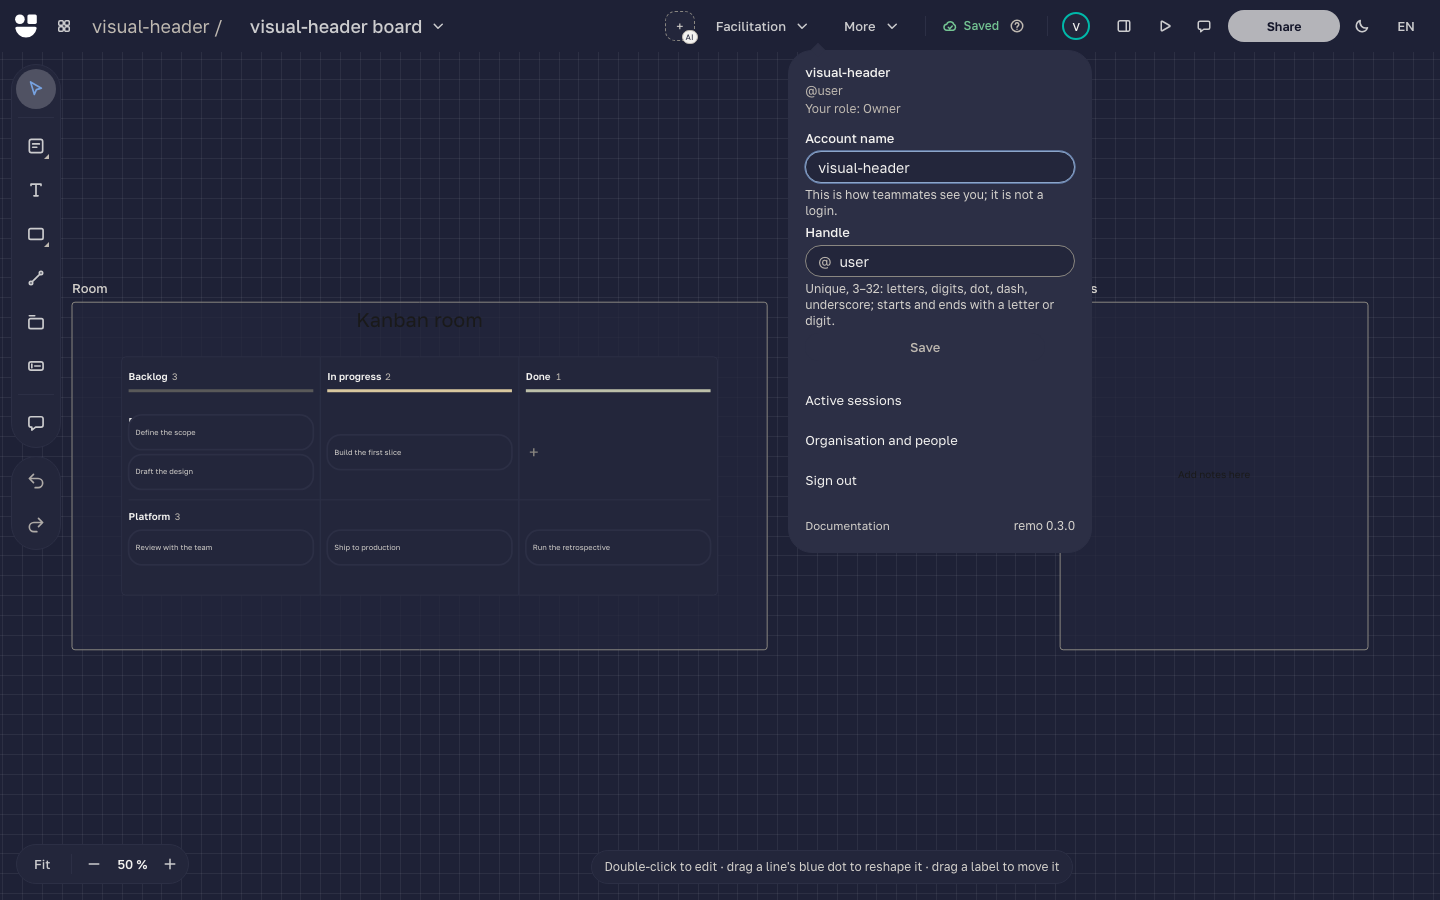 visual-header /
visual-header board
+
AI
Facilitation
More
Saved
V
Share
EN
visual-header
@user
Your role: Owner
Account name
visual-header
This is how teammates see you; it is not a
login.
Handle
@ user
Unique, 3–32: letters, digits, dot, dash,
underscore; starts and ends with a letter or
digit.
Save
Active sessions
Organisation and people
Sign out
Documentation
remo 0.3.0
Room
Kanban room
Backlog 3
In progress 2
Done 1
Define the scope
Draft the design
Build the first slice
+
Platform 3
Review with the team
Ship to production
Run the retrospective
Add notes here
Fit
50 %
Double-click to edit · drag a line's blue dot to reshape it · drag a label to move it